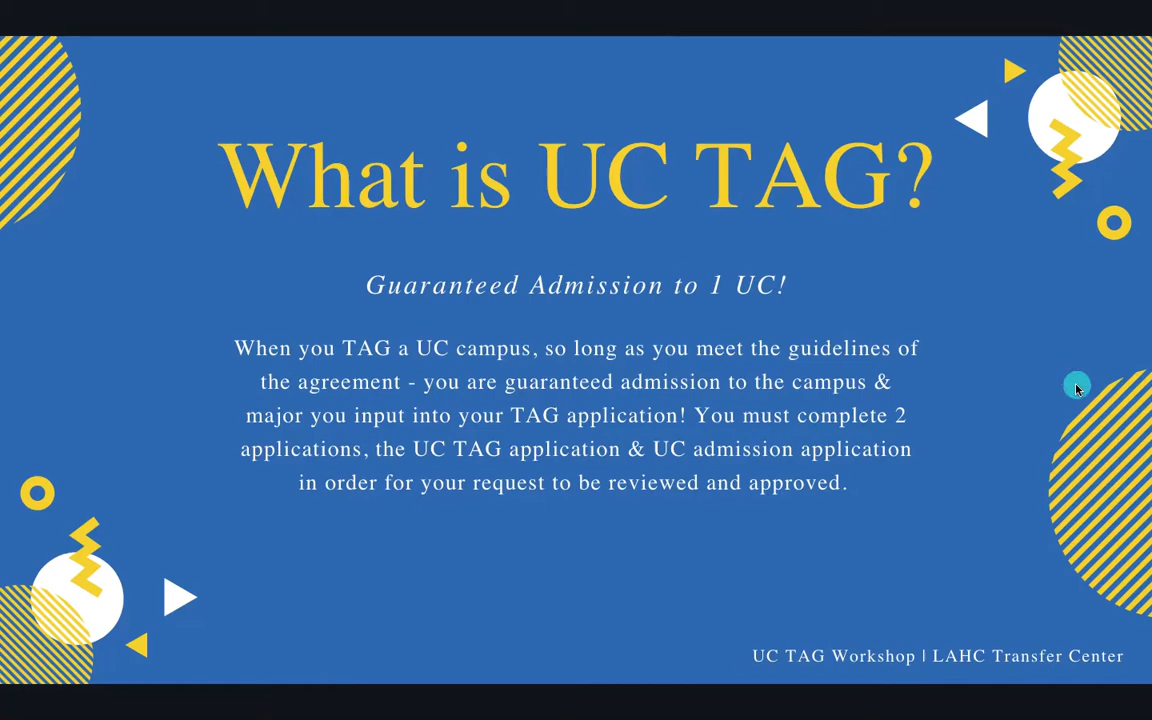 What is UC TAG?
Guaranteed Admission to 1 UC!
When you TAG a UC campus, so long as you meet the guidelines of
the agreement - you are guaranteed admission to the campus &
major you input into your TAG application! You must complete 2
applications, the UC TAG application & UC admission application
in order for your request to be reviewed and approved.
UC TAG Workshop | LAHC Transfer Center